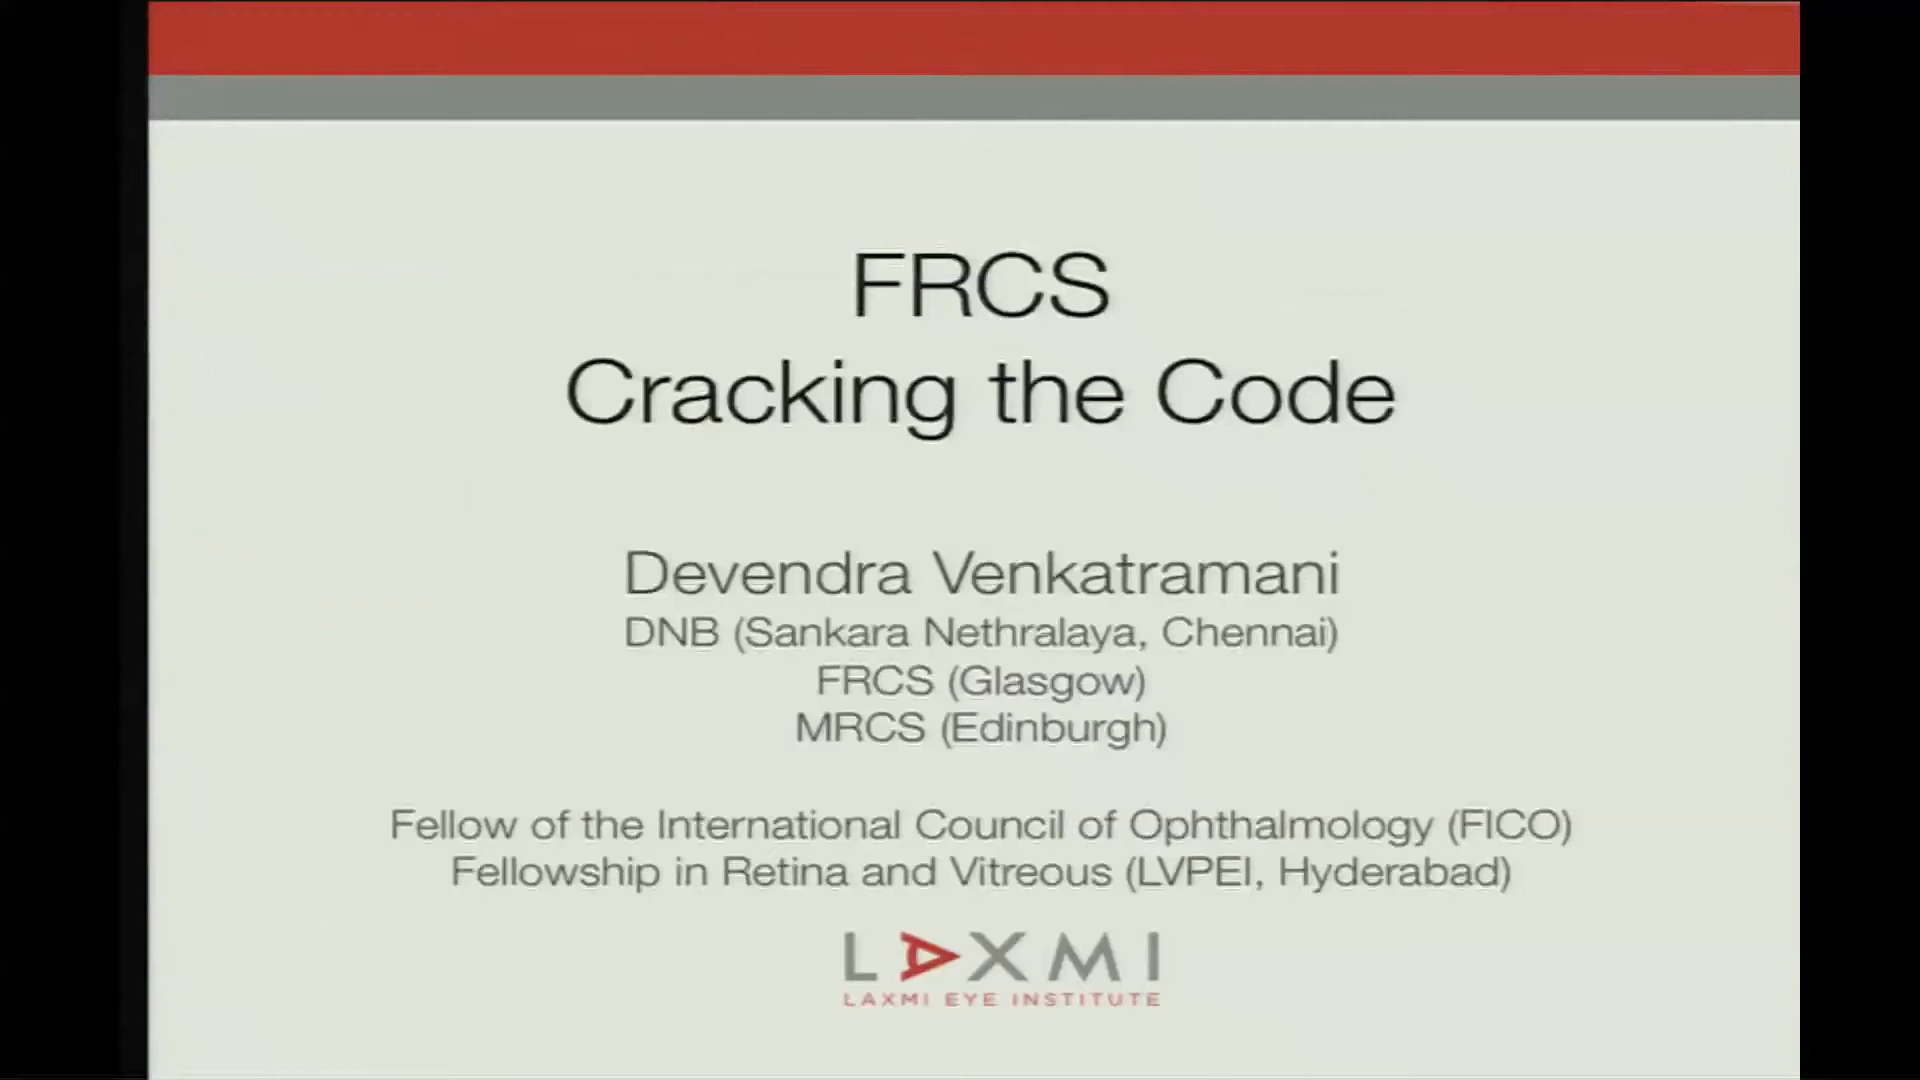 FRCS
Cracking the Code
Devendra Venkatramani
DNB (Sankara Nethralaya, Chennai)
FRCS (Glasgow)
MRCS (Edinburgh)
Fellow of the International Council of Ophthalmology (FICO)
Fellowship in Retina and Vitreous (LVPEI, Hyderabad)
LAXMI
LAXMI EYE INSTITUTE